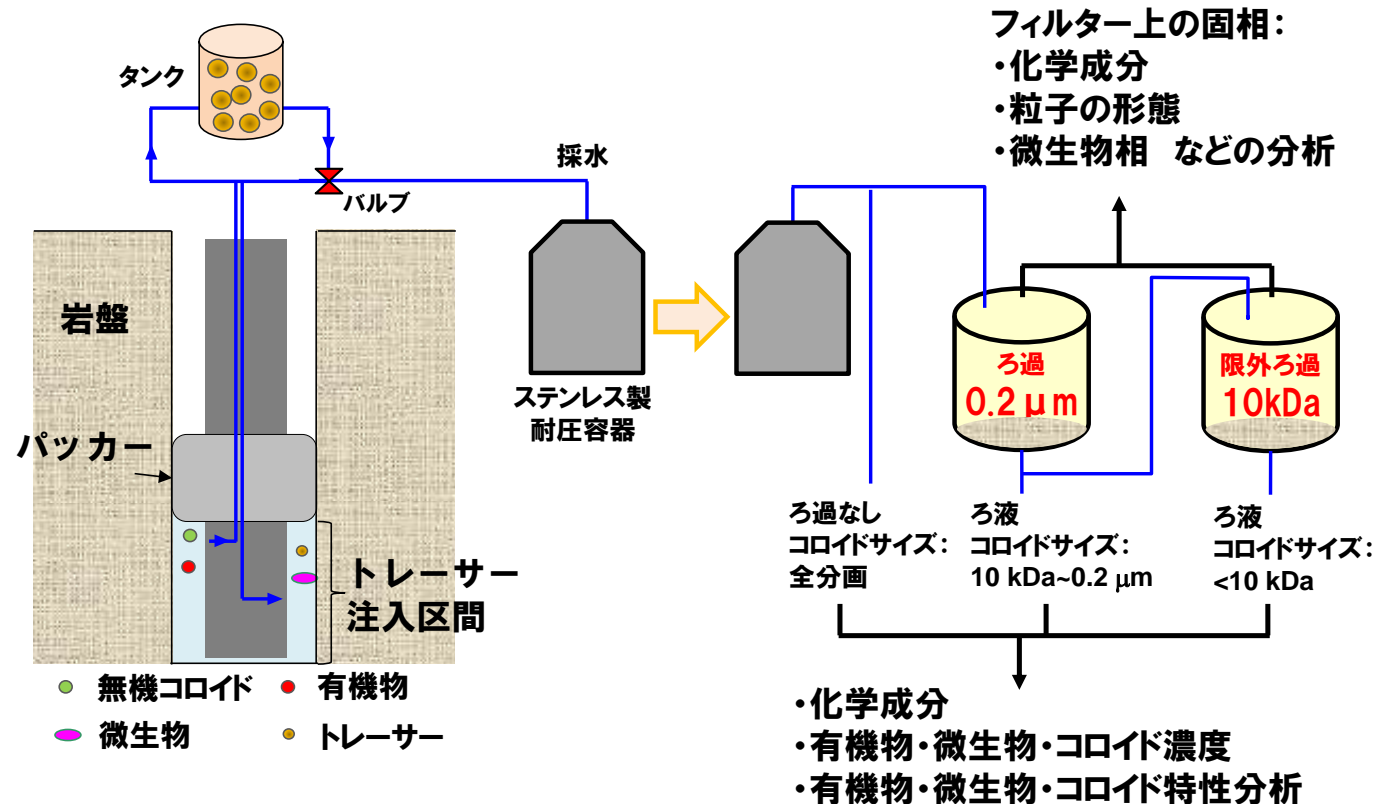 タンク
バルブ
採水
岩盤
パッカー
トレーサー
注入区間
無機コロイド
有機物
微生物
トレーサー
ステンレス製
耐圧容器
フィルター上の固相：
・化学成分
・粒子の形態
・微生物相　などの分析
ろ過
0.2μm
限外ろ過
10kDa
ろ過なし
コロイドサイズ：
全分画
ろ液
コロイドサイズ：
10 kDa~0.2 μm
ろ液
コロイドサイズ：
<10 kDa
・化学成分
・有機物・微生物・コロイド濃度
・有機物・微生物・コロイド特性分析